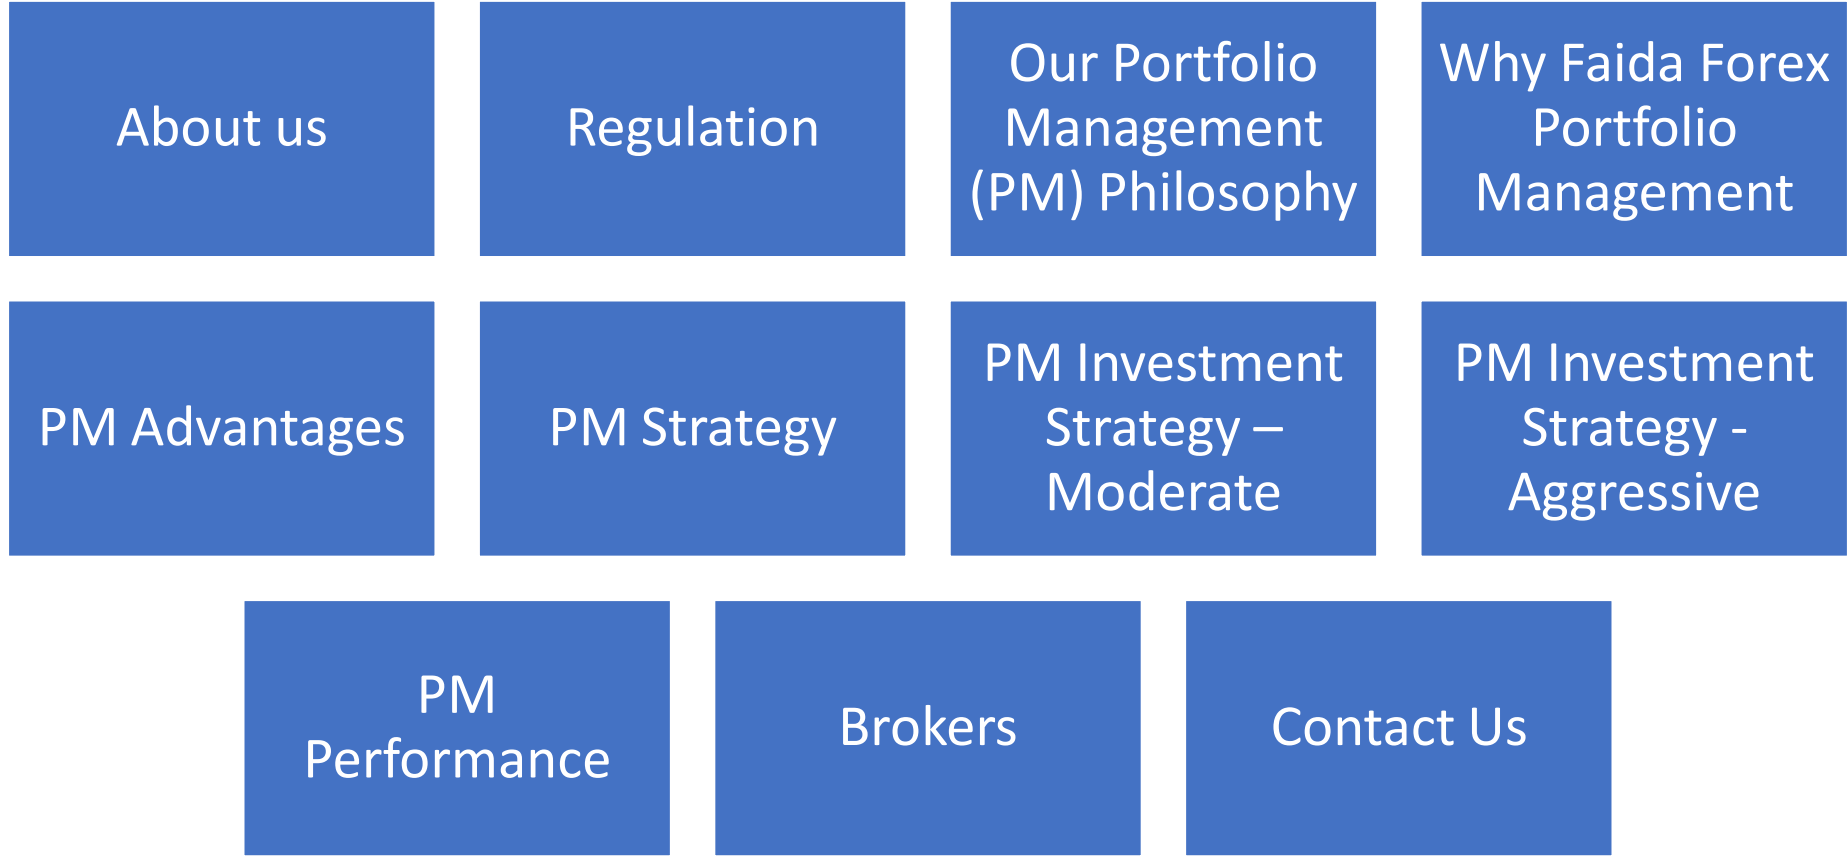 About us
Regulation
Our Portfolio
Management
(PM) Philosophy
Why Faida Forex
Portfolio
Management
PM Advantages
PM Strategy
PM Investment
Strategy –
Moderate
PM Investment
Strategy -
Aggressive
PM
Performance
Brokers
Contact Us